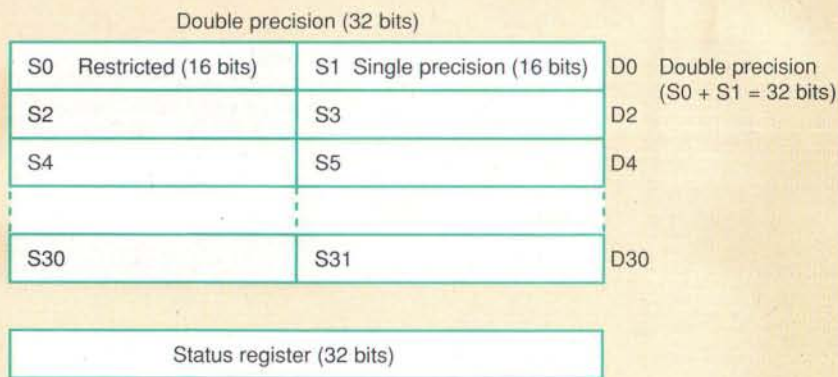 Double precision (32 bits)
S0 Restricted (16 bits) S1 Single precision (16 bits) D0 Double precision
(S0 + S1 = 32 bits)
S2 S3 D2
S4 S5 D4
S30 S31 D30
Status register (32 bits)